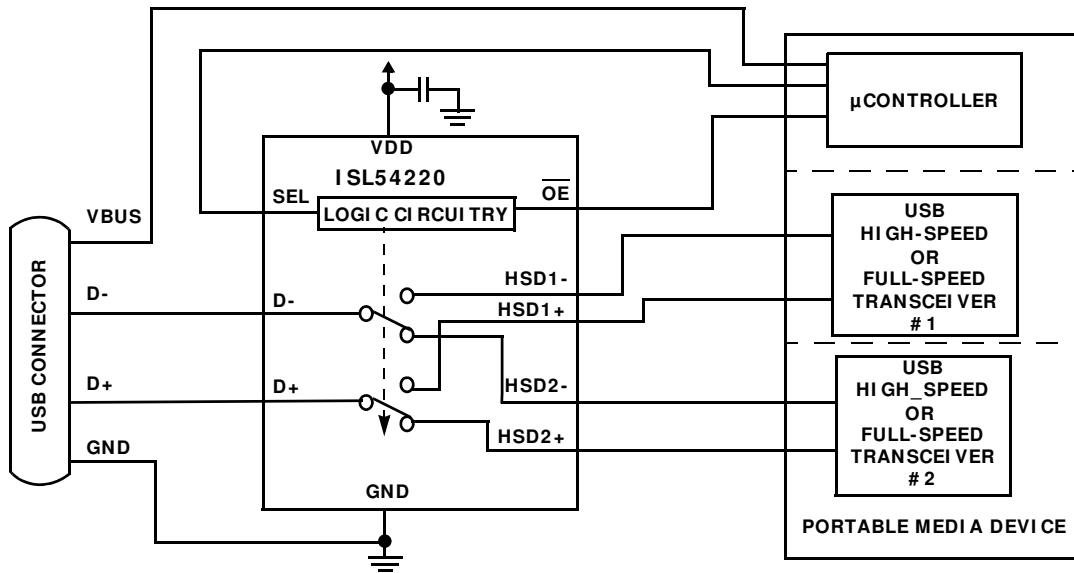 µCONTROLLER
VDD
ISL54220
SEL
OE
LOGIC CIRCUITRY
USB CONNECTOR
VBUS
D-
D-
D+
D+
GND
GND
HSD1-
HSD1+
HSD2-
HSD2+
USB
HIGH-SPEED
OR
FULL-SPEED
TRANSCEIVER
#1
USB
HIGH_SPEED
OR
FULL-SPEED
TRANSCEIVER
#2
PORTABLE MEDIA DEVICE